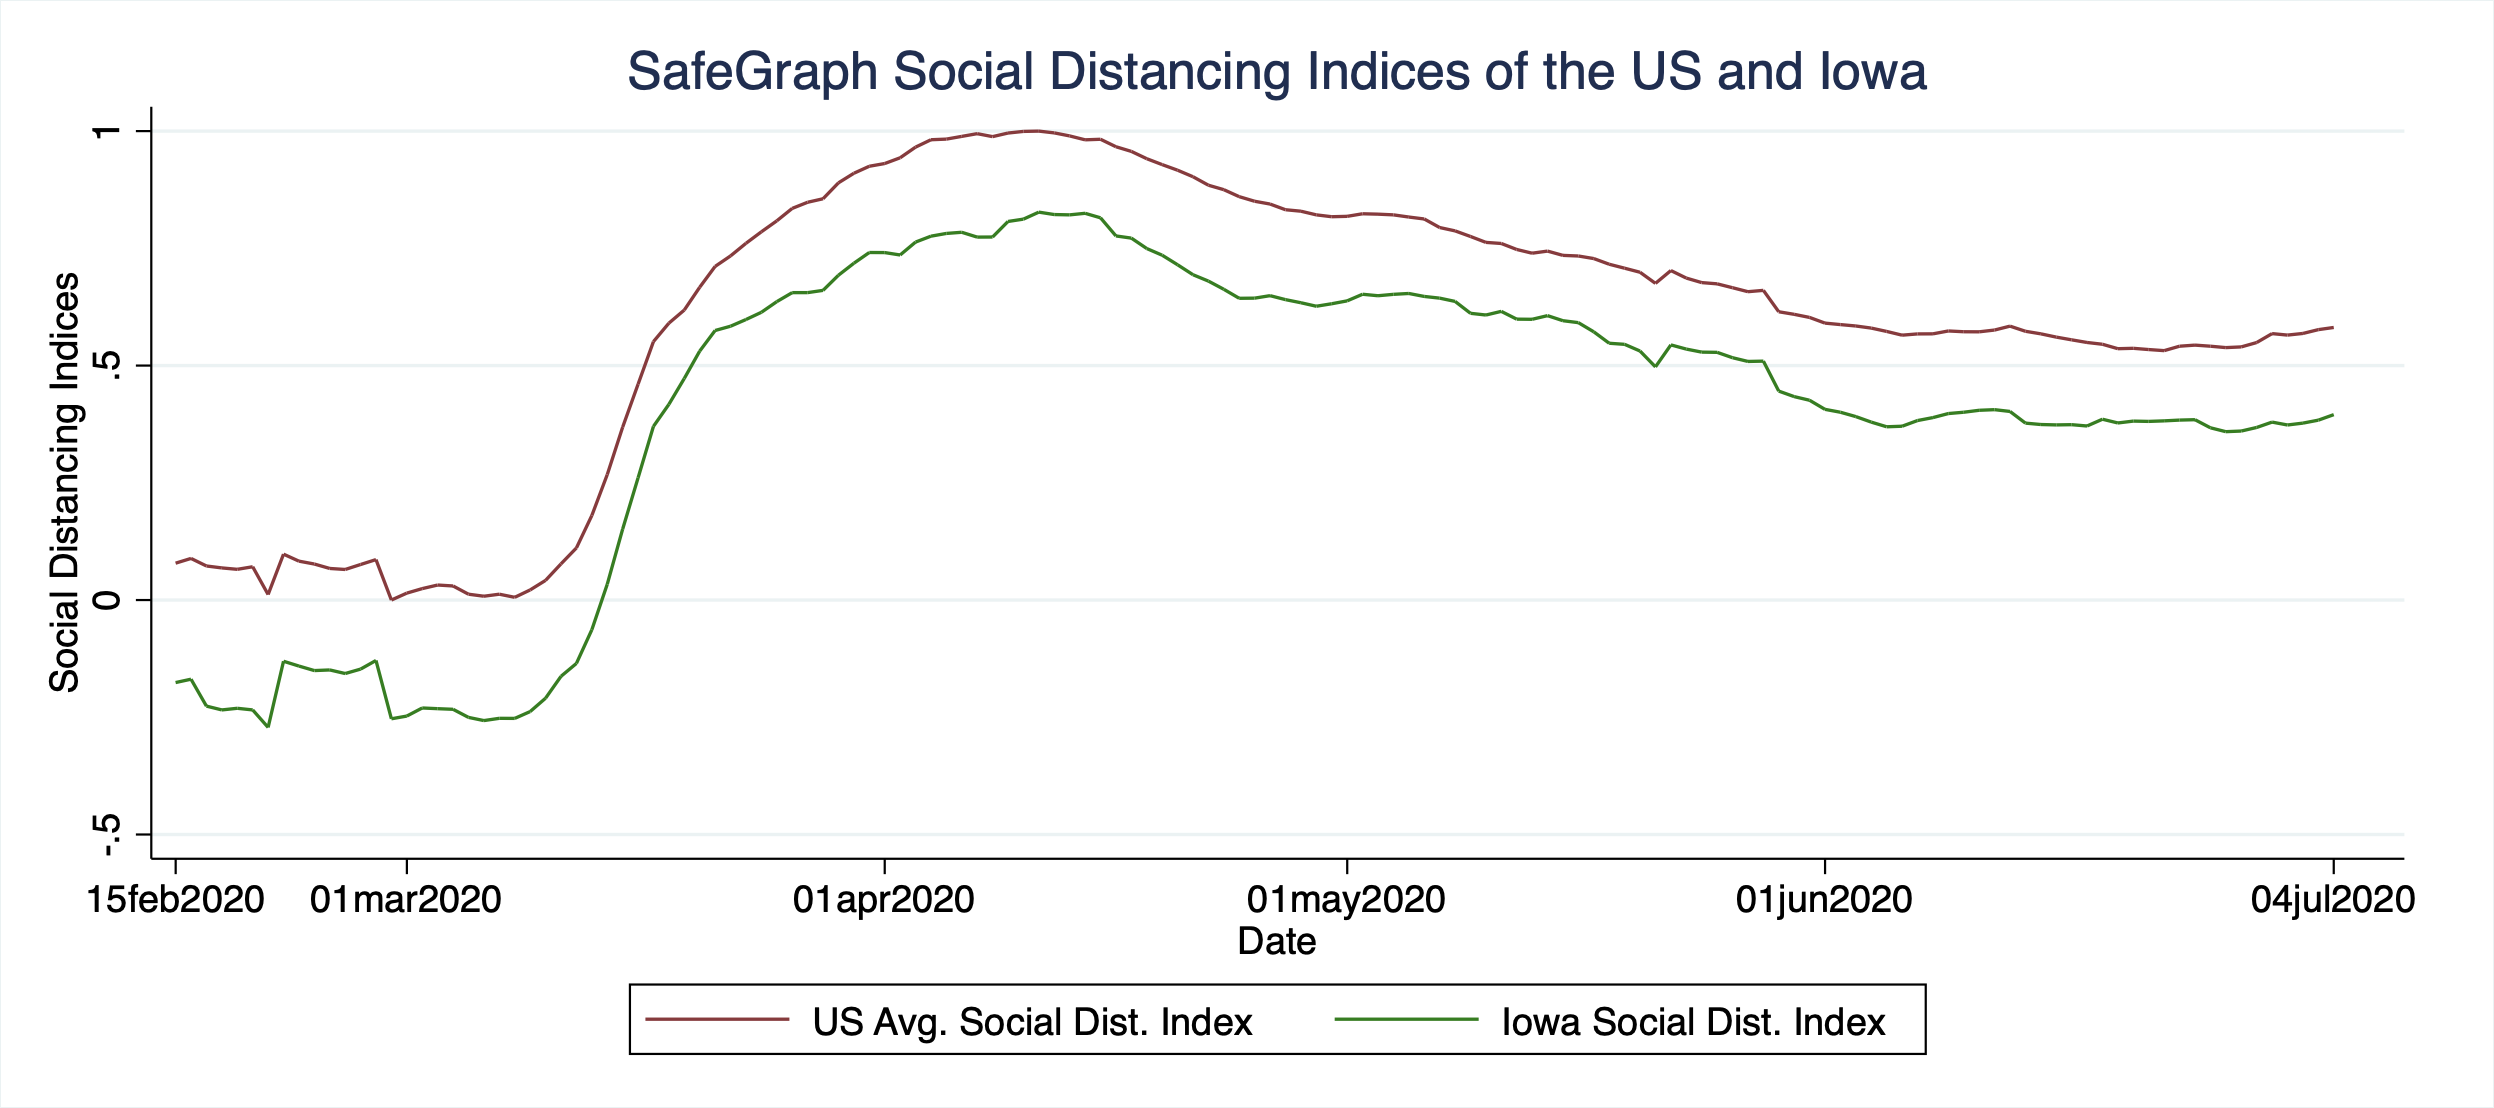 SafeGraph Social Distancing Indices of the US and Iowa
Social Distancing Indices
1
.5
0
-.5
15feb2020 01mar2020 01apr2020 01may2020 01jun2020 04jul2020
Date
US Avg. Social Dist. Index Iowa Social Dist. Index